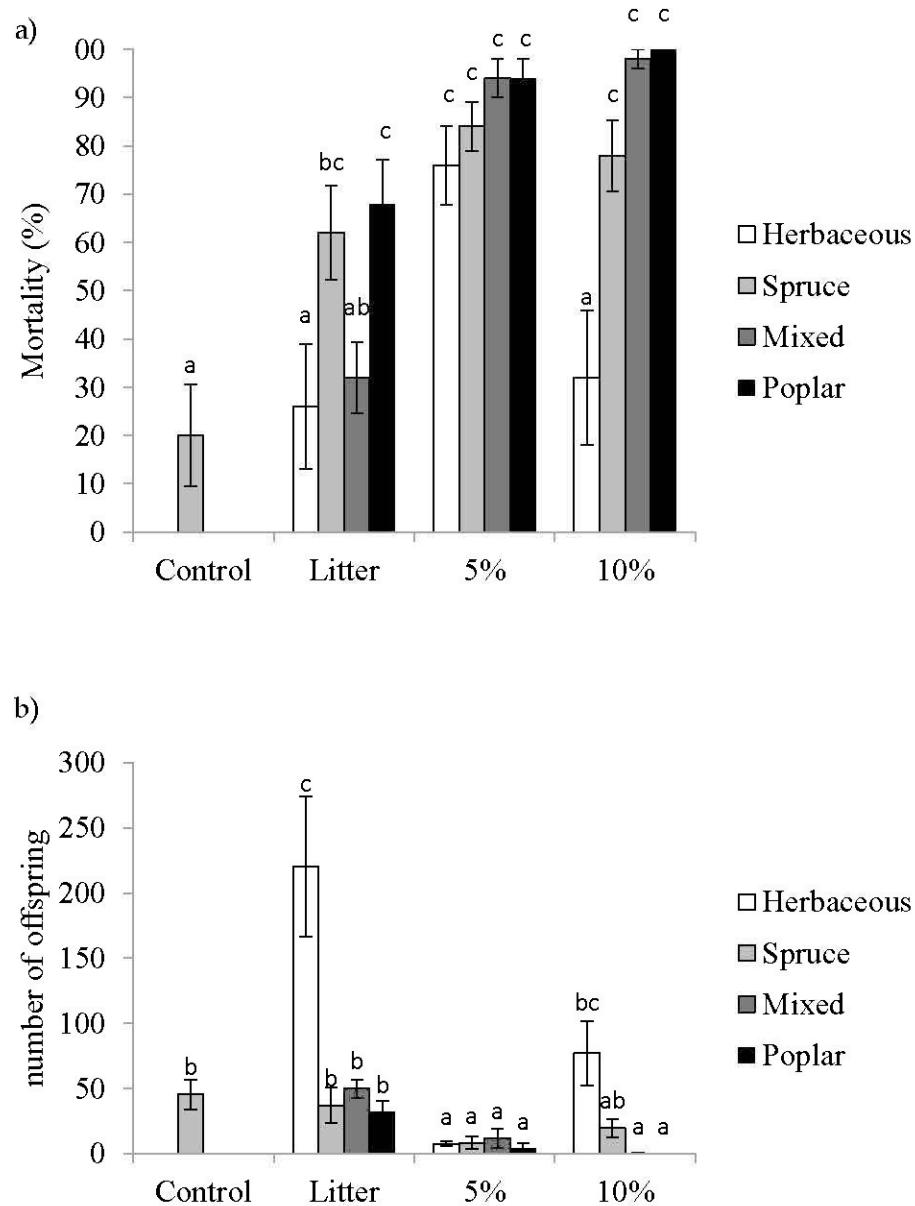 a)
c c c c
00
90 c c c
80 c
70 bc
60
50
40 a ab a
30 a
20
10
0
Mortality (%)
Control Litter 5% 10%
Herbaceous
Spruce
Mixed
Poplar
b)
300
c
250
200
150
100 bc
50 b b b b ab
a a a a a a
0
number of offspring
Control Litter 5% 10%
Herbaceous
Spruce
Mixed
Poplar